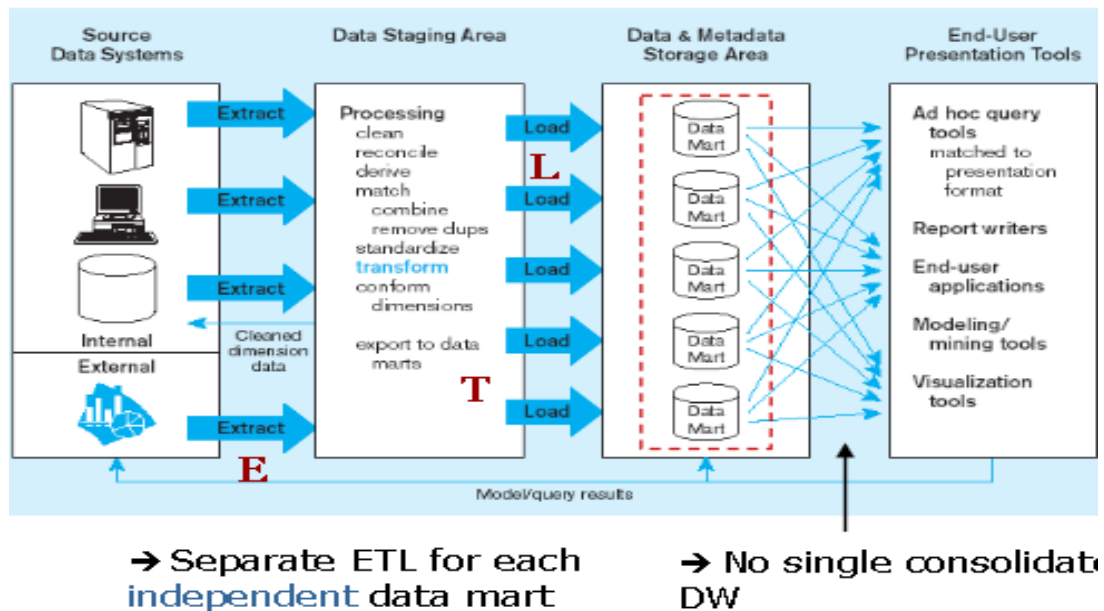 Source
Data Systems
Data Staging Area
Data & Metadata
Storage Area
End-User
Presentation Tools
Extract
Extract
Extract
Extract
Internal
External
Cleaned
dimension
data
E
Processing
clean
reconcile
derive
match
combine
remove dups
standardize
transform
conform
dimensions
export to data
marts
T
Load
L
Load
Load
Load
Load
Data
Mart
Data
Mart
Data
Mart
Data
Mart
Data
Mart
Ad hoc query
tools
matched to
presentation
format
Report writers
End-user
applications
Modeling/
mining tools
Visualization
tools
Model/query results
→ Separate ETL for each
independent data mart
→ No single consolidate
DW